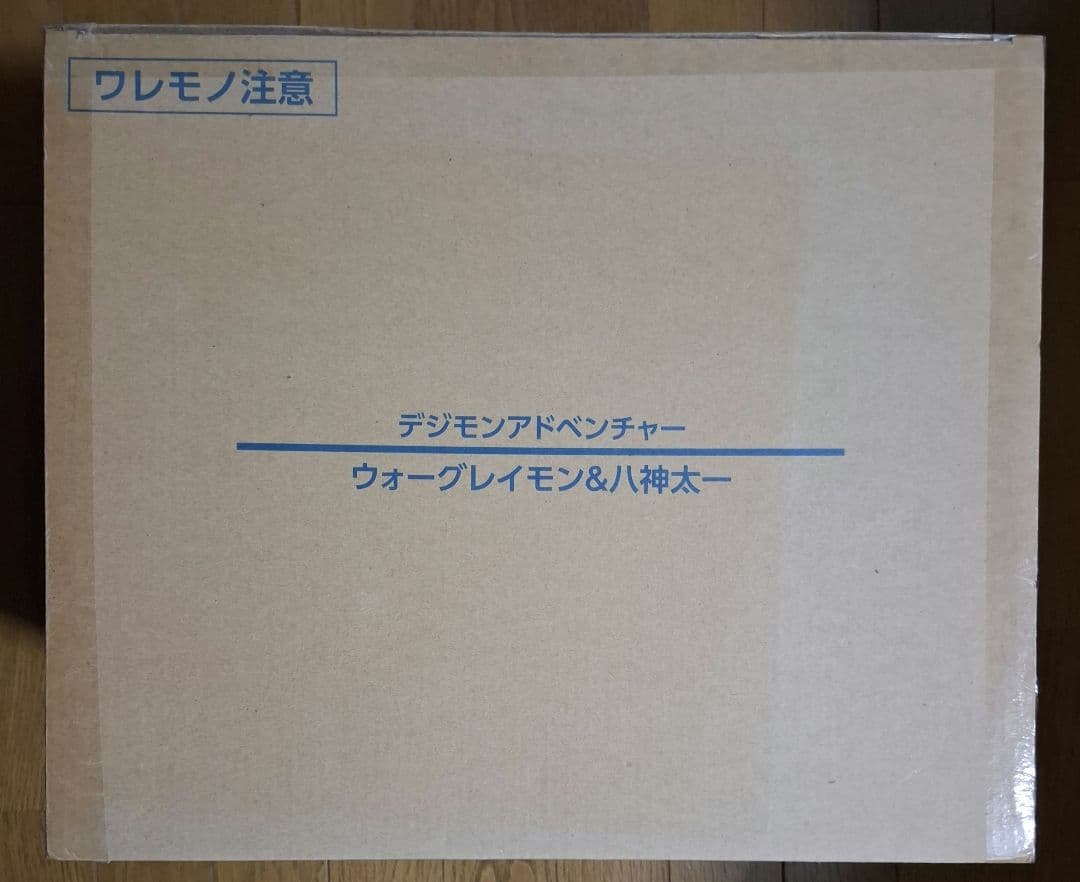 ワレモノ注意
デジモンアドベンチャー
ウォーグレイモン&八神太一